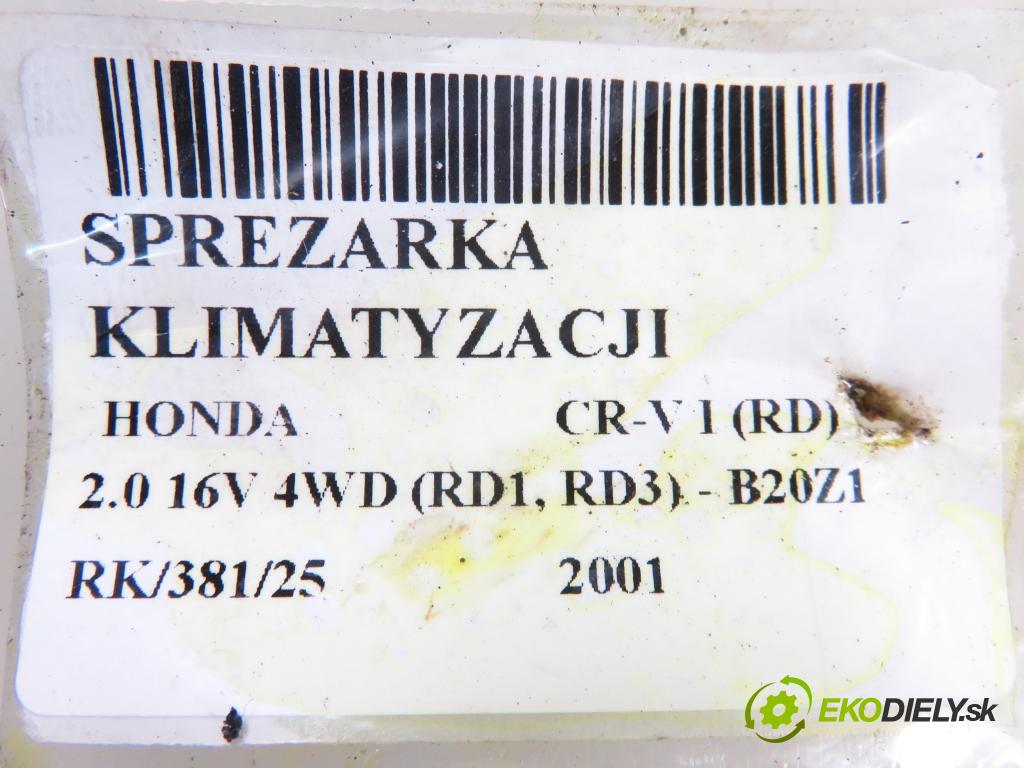 SPREZARKA
KLIMATYZACJI
HONDA CR-V I (RD)
2.0 16V 4WD (RD1, RD3) - B20Z1
RK/381/25 2001
EKODIELY.sk